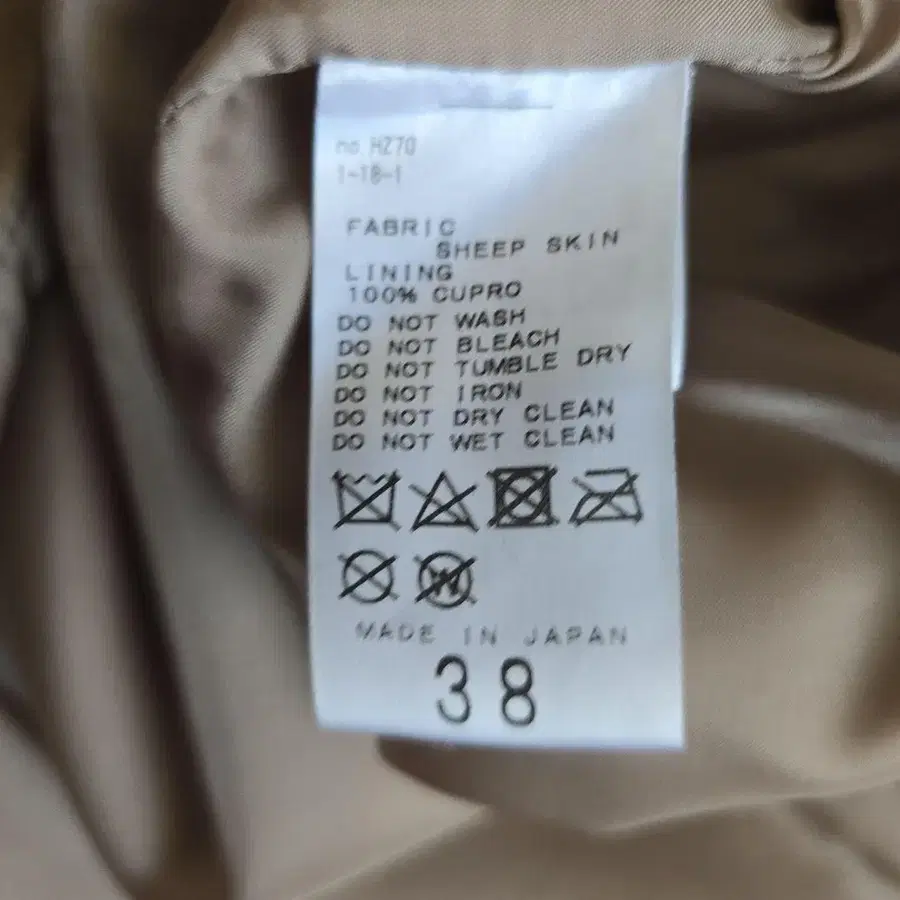 no HZ70
1-18-1
FABRIC
SHEEP SKIN
LINING
100% CUPRO
DO NOT WASH
DO NOT BLEACH
DO NOT TUMBLE DRY
DO NOT IRON
DO NOT DRY CLEAN
DO NOT WET CLEAN
W
MADE IN JAPAN
38